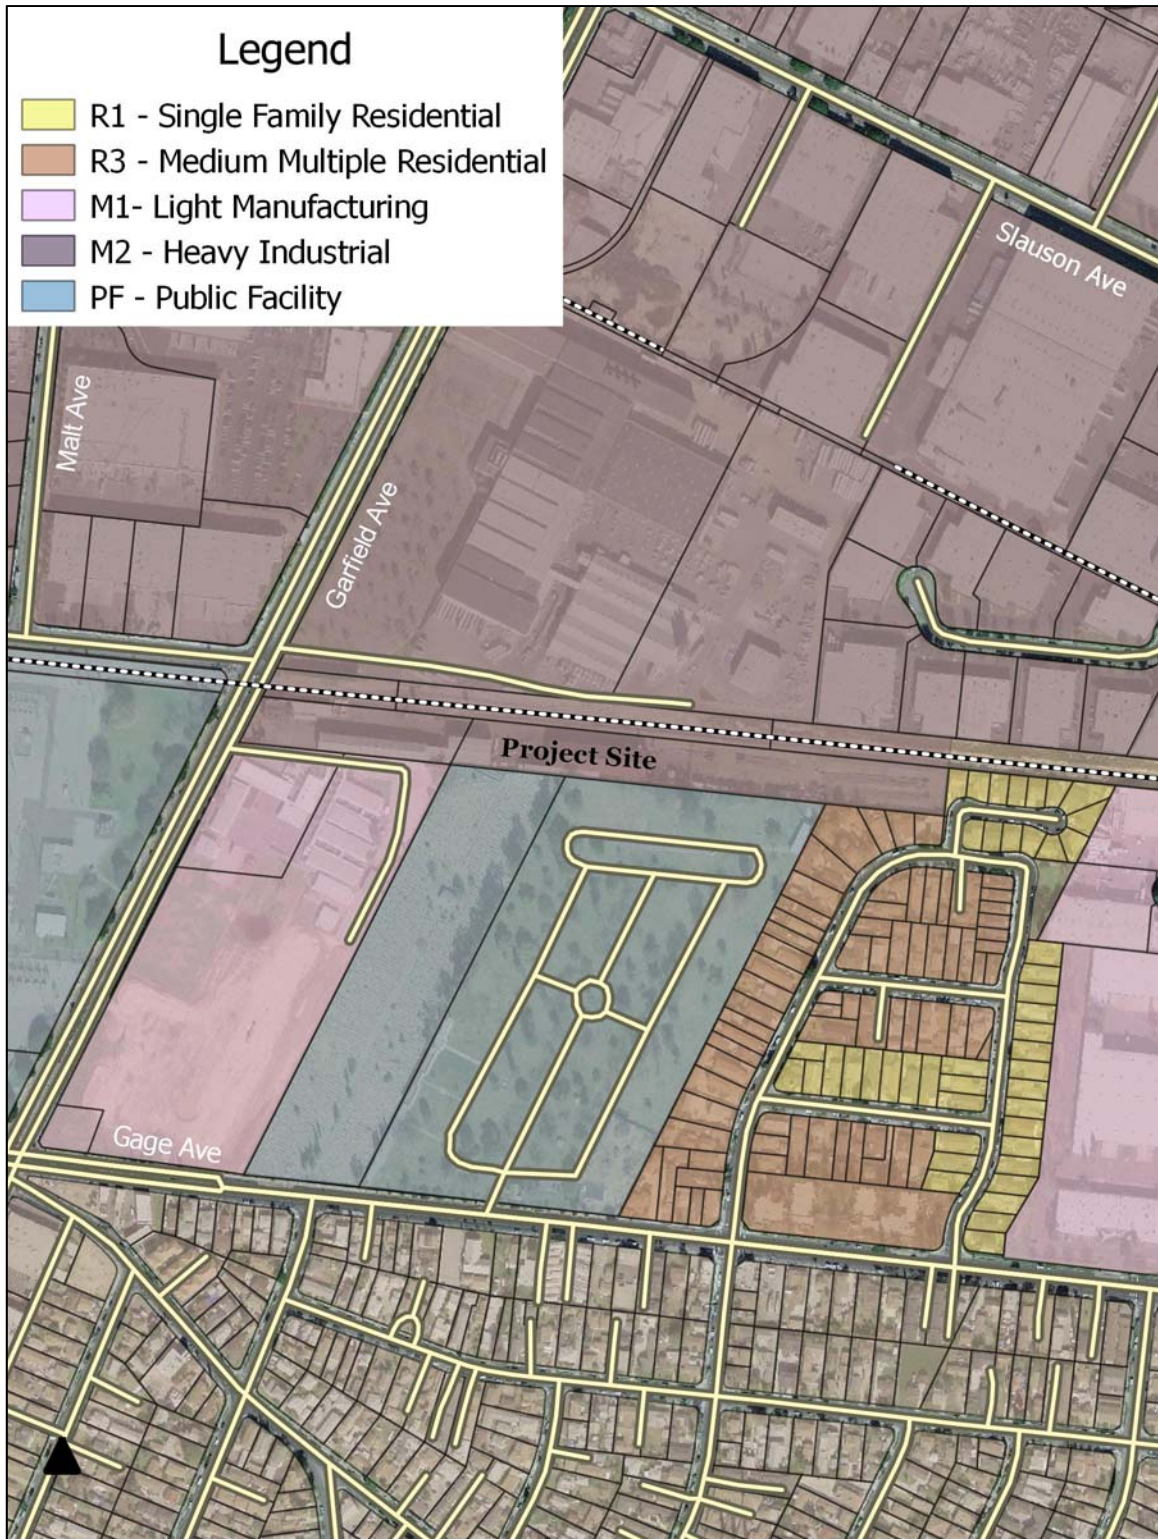 Legend
R1 - Single Family Residential
R3 - Medium Multiple Residential
M1- Light Manufacturing
M2 - Heavy Industrial
PF - Public Facility
Slauson Ave
Malt Ave
Garfield Ave
Project Site
Gage Ave